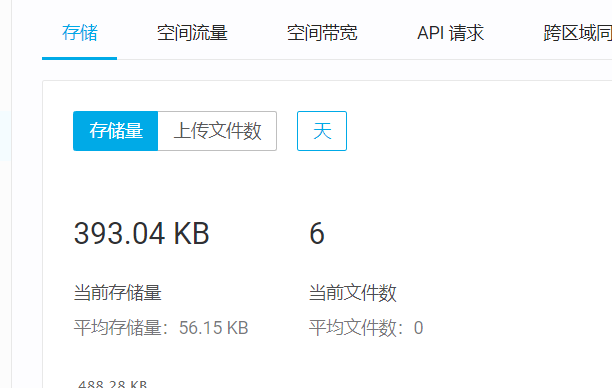 存储 空间流量 空间带宽 API 请求 跨区域同
存储量 上传文件数 天
393.04 KB 6
当前存储量 当前文件数
平均存储量：56.15 KB 平均文件数：0
488.28 KB